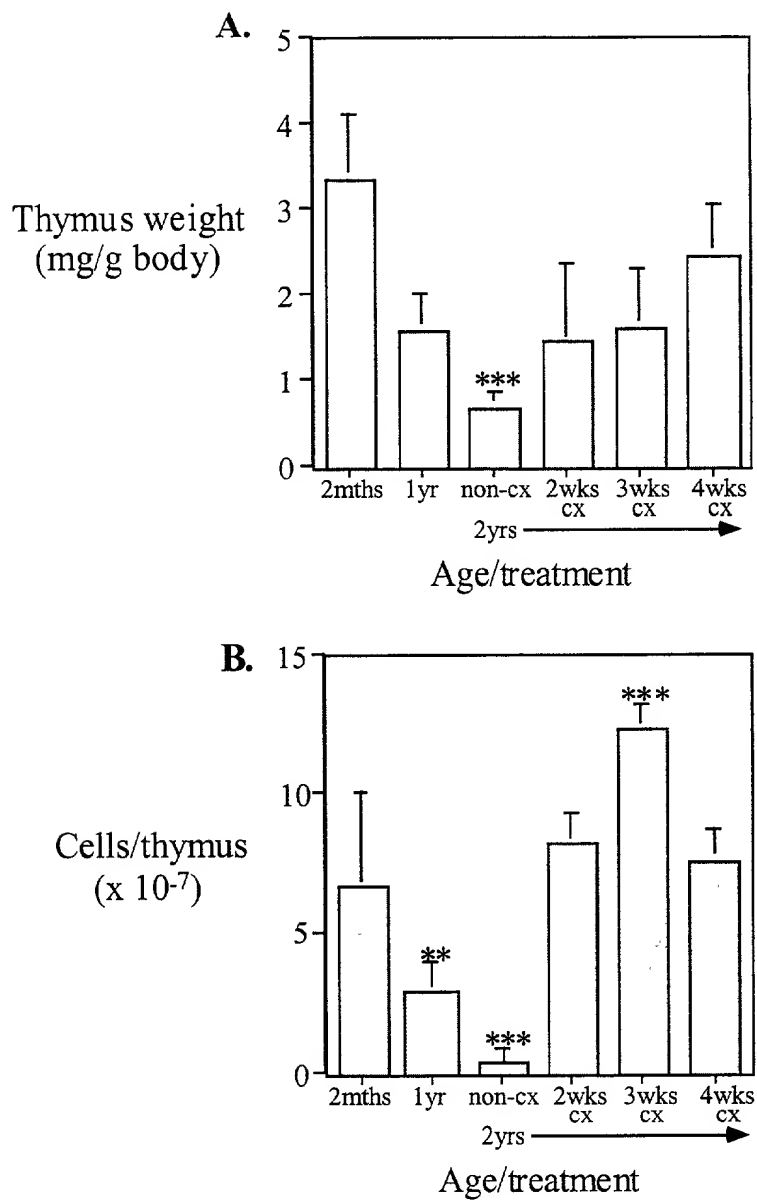 A.
5
4
3
2
1
0
Thymus weight
(mg/g body)
***
2mths 1yr non-cx 2wks cx 3wks cx 4wks cx
2yrs
Age/treatment
B.
15
10
5
0
Cells/thymus
(x 10-7)
** *** ***
2mths 1yr non-cx 2wks cx 3wks cx 4wks cx
2yrs
Age/treatment